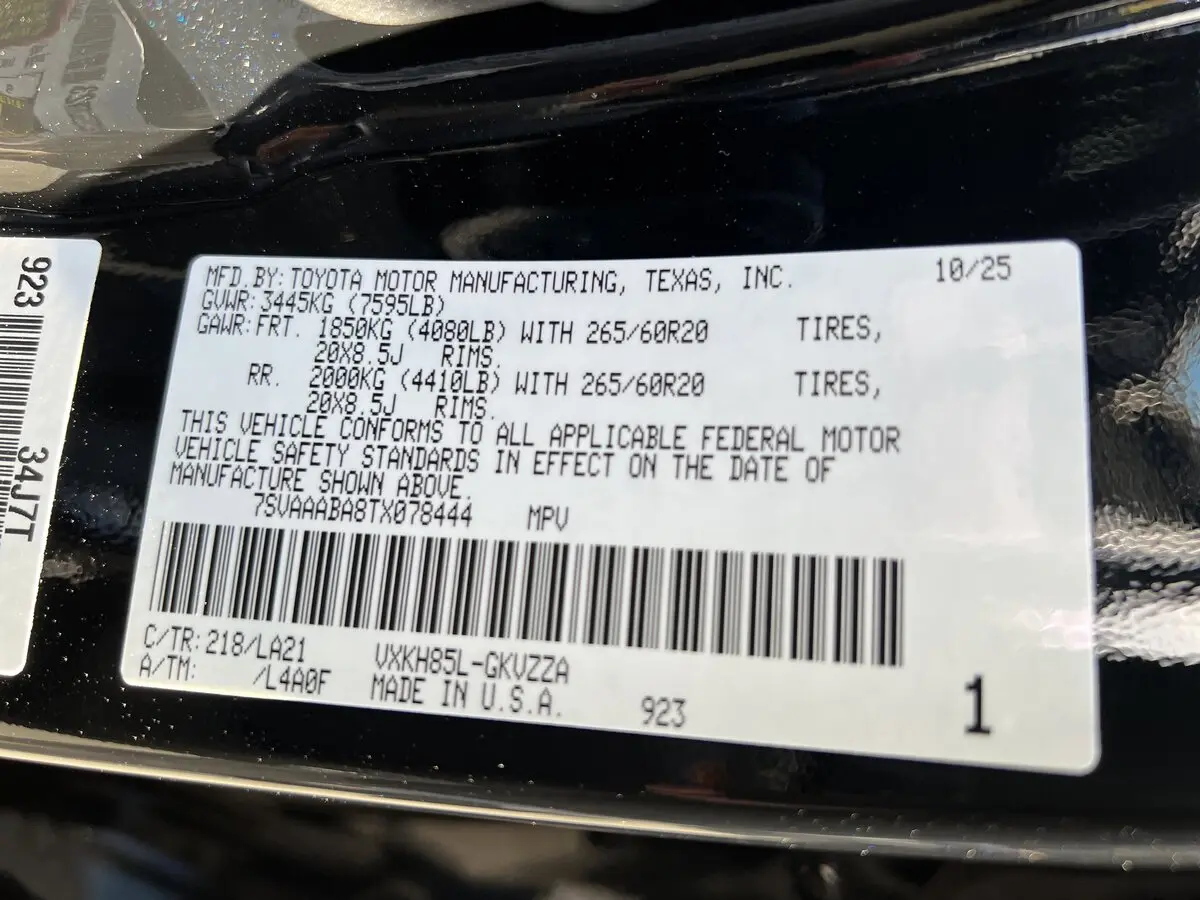 MFD.BY:TOYOTA MOTOR MANUFACTURING, TEXAS, INC. 10/25
GVWR:3445KG (7595LB)
GAWR:FRT. 1850KG (4080LB) WITH 265/60R20 TIRES,
20X8.5J RIMS.
RR. 2000KG (4410LB) WITH 265/60R20 TIRES,
20X8.5J RIMS.
THIS VEHICLE CONFORMS TO ALL APPLICABLE FEDERAL MOTOR
VEHICLE SAFETY STANDARDS IN EFFECT ON THE DATE OF
MANUFACTURE SHOWN ABOVE.
7SVAAABA8TX078444 MPV
C/TR:218/LA21 VXKH85L-GKVZZA
A/TM: /L4A0F MADE IN U.S.A. 923 1
923
34J7T